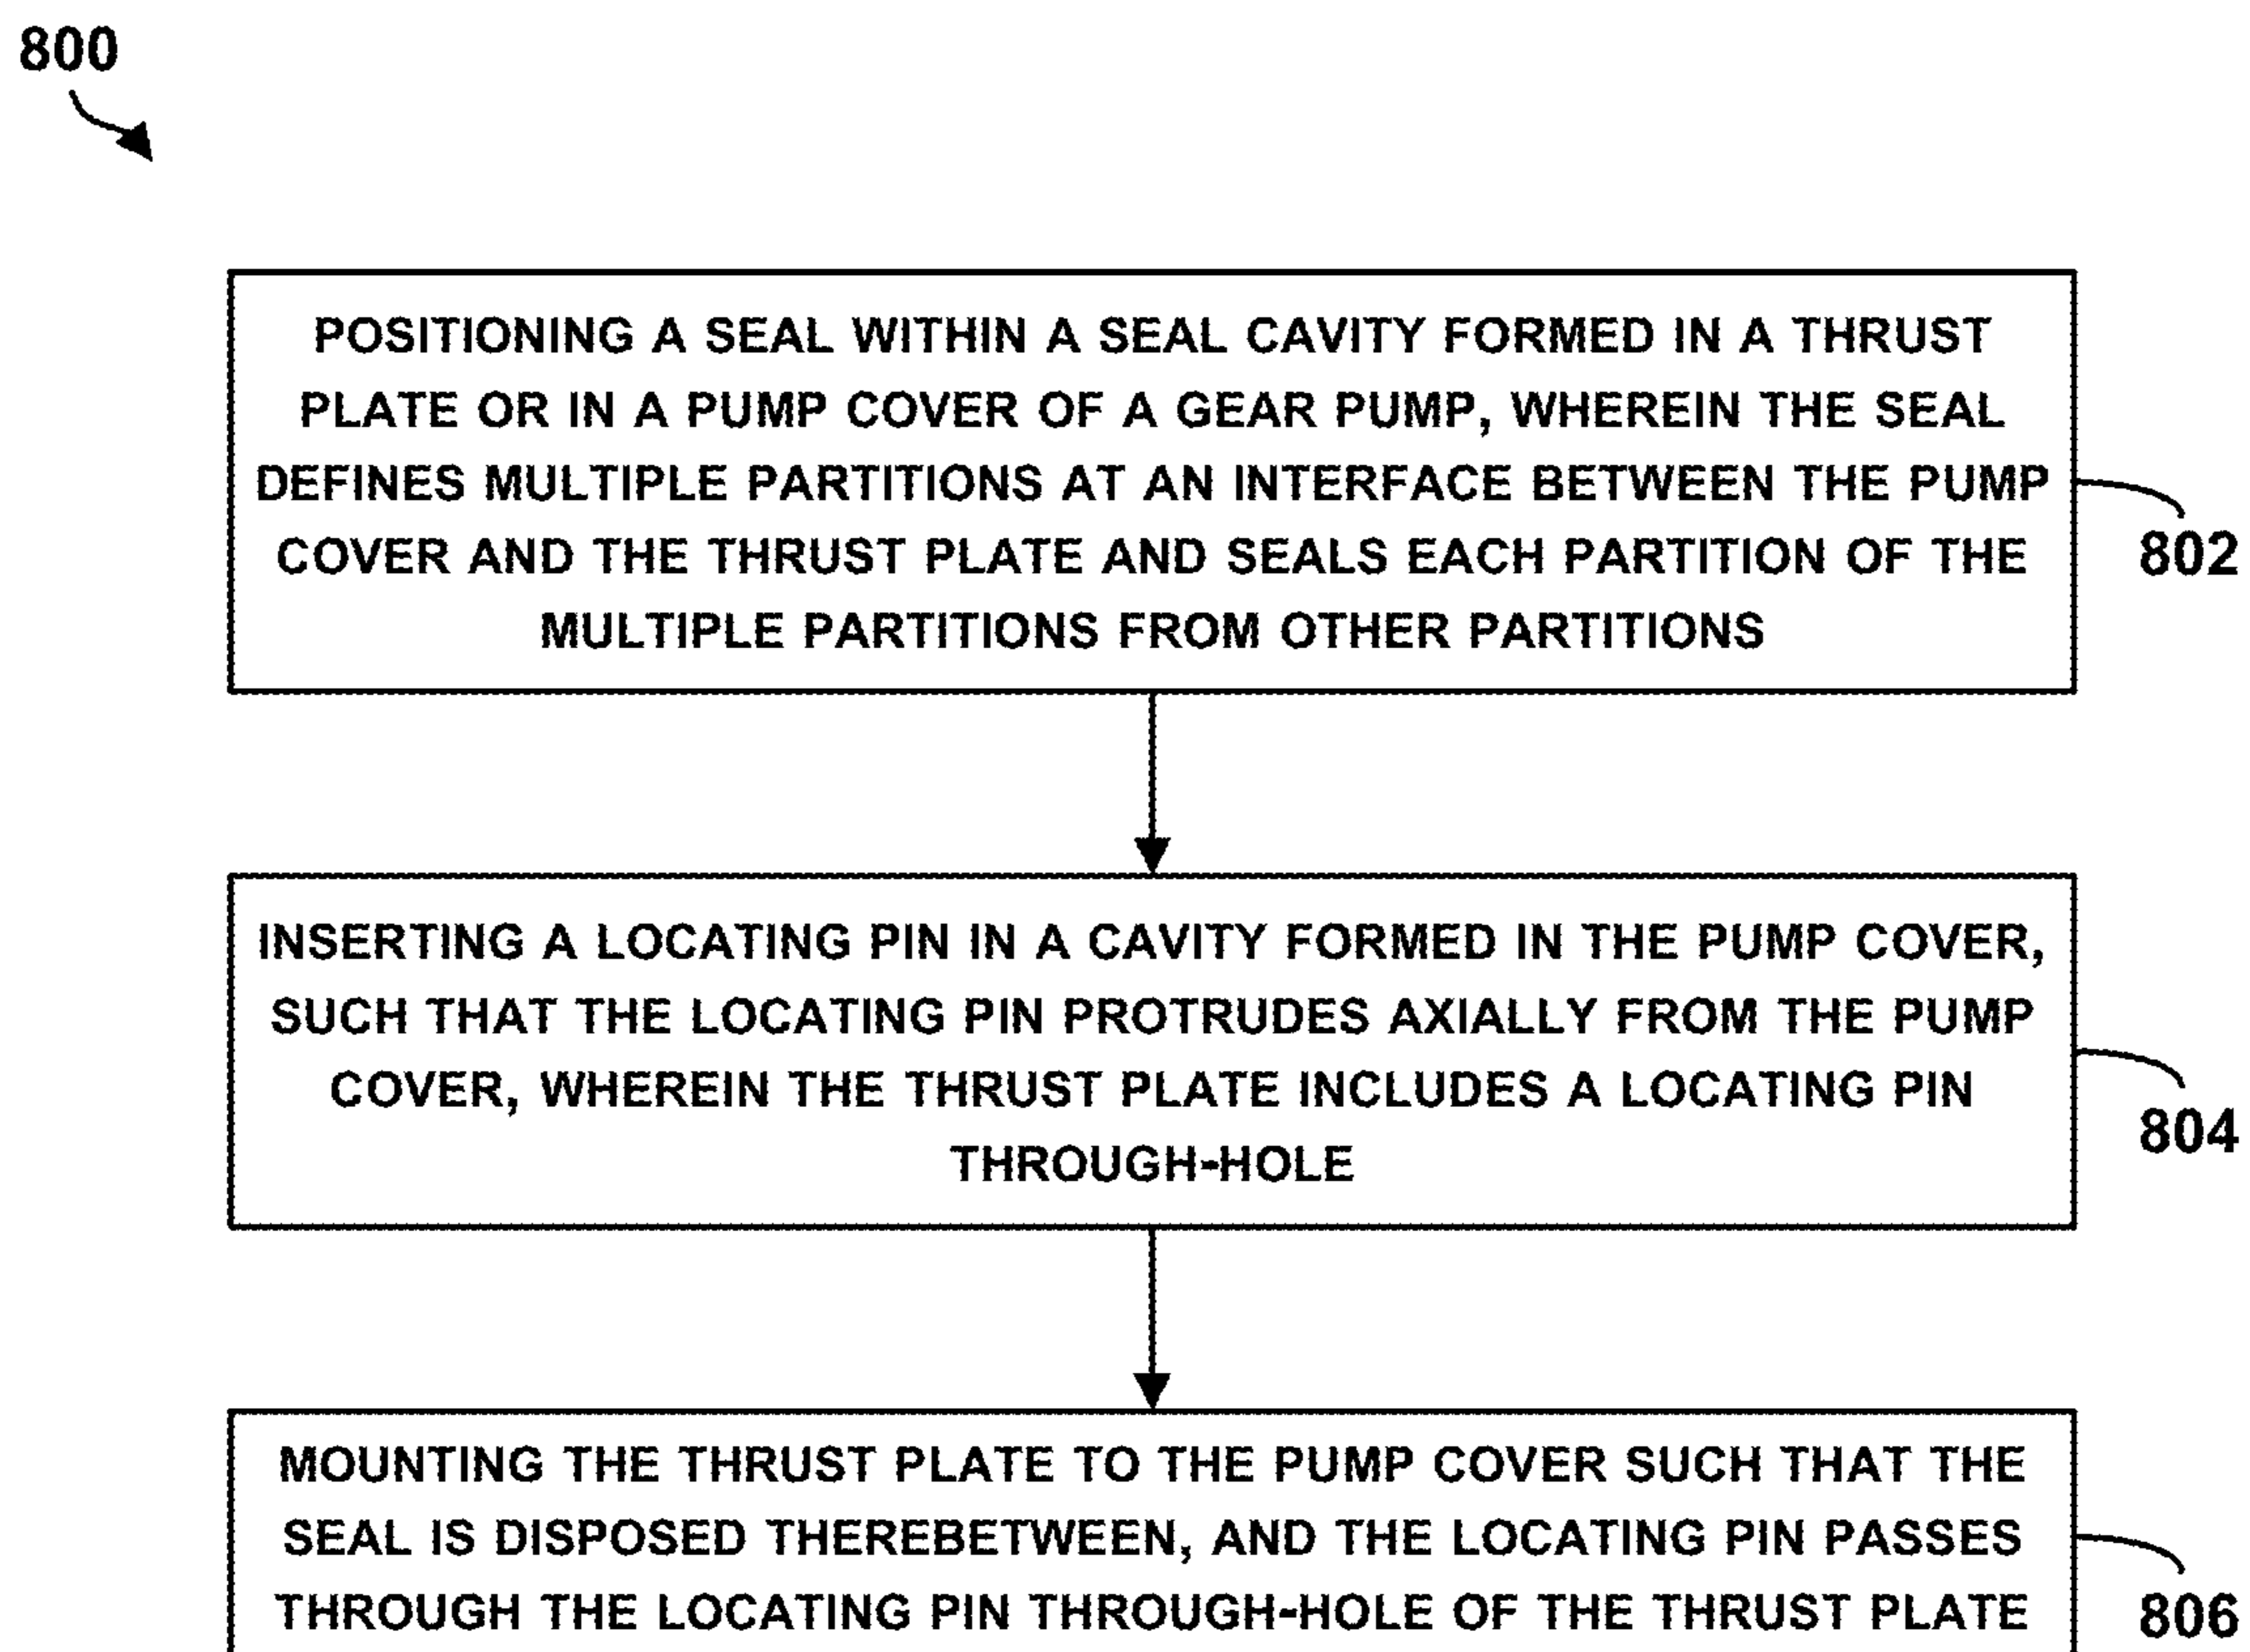 800
POSITIONING A SEAL WITHIN A SEAL CAVITY FORMED IN A THRUST
PLATE OR IN A PUMP COVER OF A GEAR PUMP, WHEREIN THE SEAL
DEFINES MULTIPLE PARTITIONS AT AN INTERFACE BETWEEN THE PUMP
COVER AND THE THRUST PLATE AND SEALS EACH PARTITION OF THE
MULTIPLE PARTITIONS FROM OTHER PARTITIONS
802
INSERTING A LOCATING PIN IN A CAVITY FORMED IN THE PUMP COVER,
SUCH THAT THE LOCATING PIN PROTRUDES AXIALLY FROM THE PUMP
COVER, WHEREIN THE THRUST PLATE INCLUDES A LOCATING PIN
THROUGH-HOLE
804
MOUNTING THE THRUST PLATE TO THE PUMP COVER SUCH THAT THE
SEAL IS DISPOSED THEREBETWEEN, AND THE LOCATING PIN PASSES
THROUGH THE LOCATING PIN THROUGH-HOLE OF THE THRUST PLATE
806